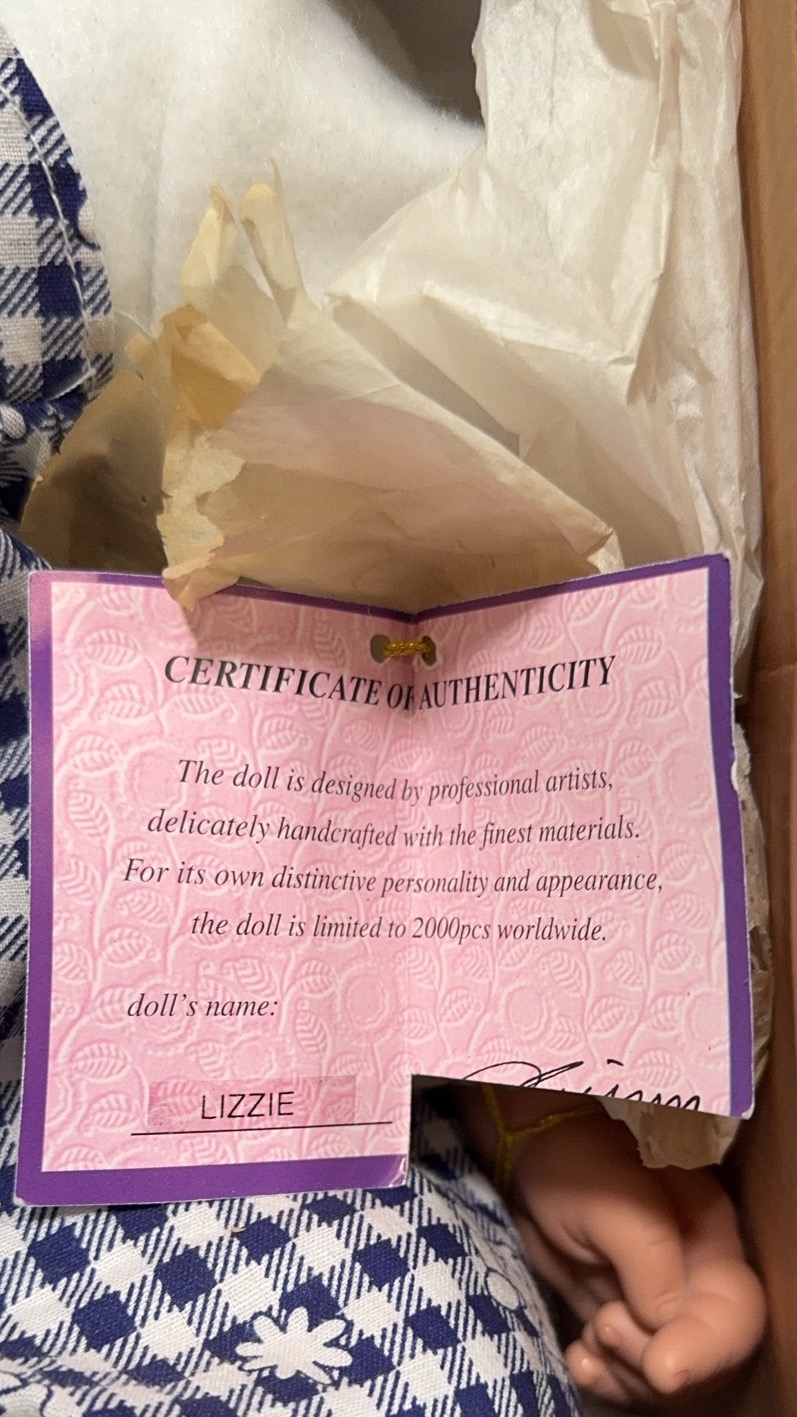 CERTIFICATE OF AUTHENTICITY
The doll is designed by professional artists,
delicately handcrafted with the finest materials.
For its own distinctive personality and appearance,
the doll is limited to 2000pcs worldwide.
doll's name:
LIZZIE